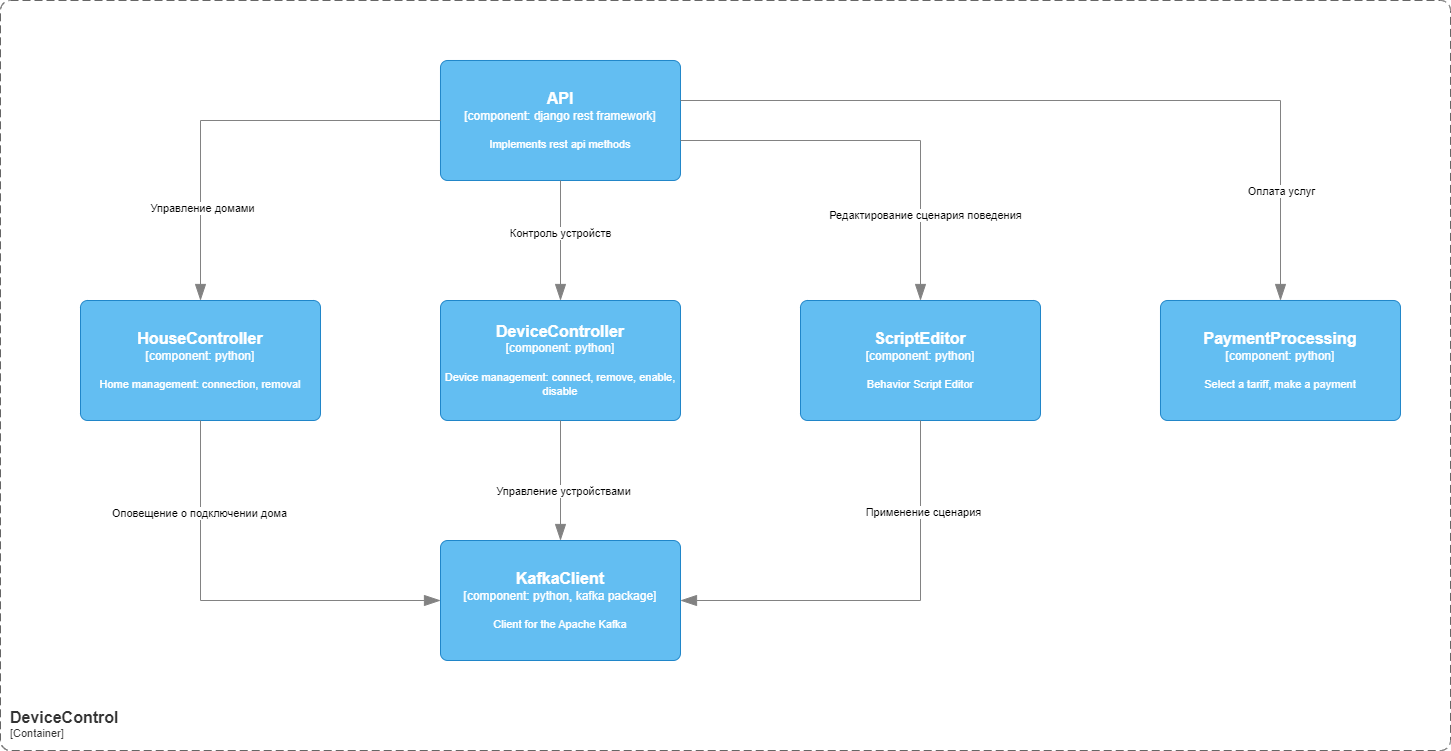 API
[component: django rest framework]
Implements rest api methods
Управление домами
Контроль устройств
Редактирование сценария поведения
Оплата услуг
HouseController
[component: python]
Home management: connection, removal
DeviceController
[component: python]
Device management: connect, remove, enable,
disable
ScriptEditor
[component: python]
Behavior Script Editor
PaymentProcessing
[component: python]
Select a tariff, make a payment
Оповещение о подключении дома
Управление устройствами
Применение сценария
KafkaClient
[component: python, kafka package]
Client for the Apache Kafka
DeviceControl
[Container]